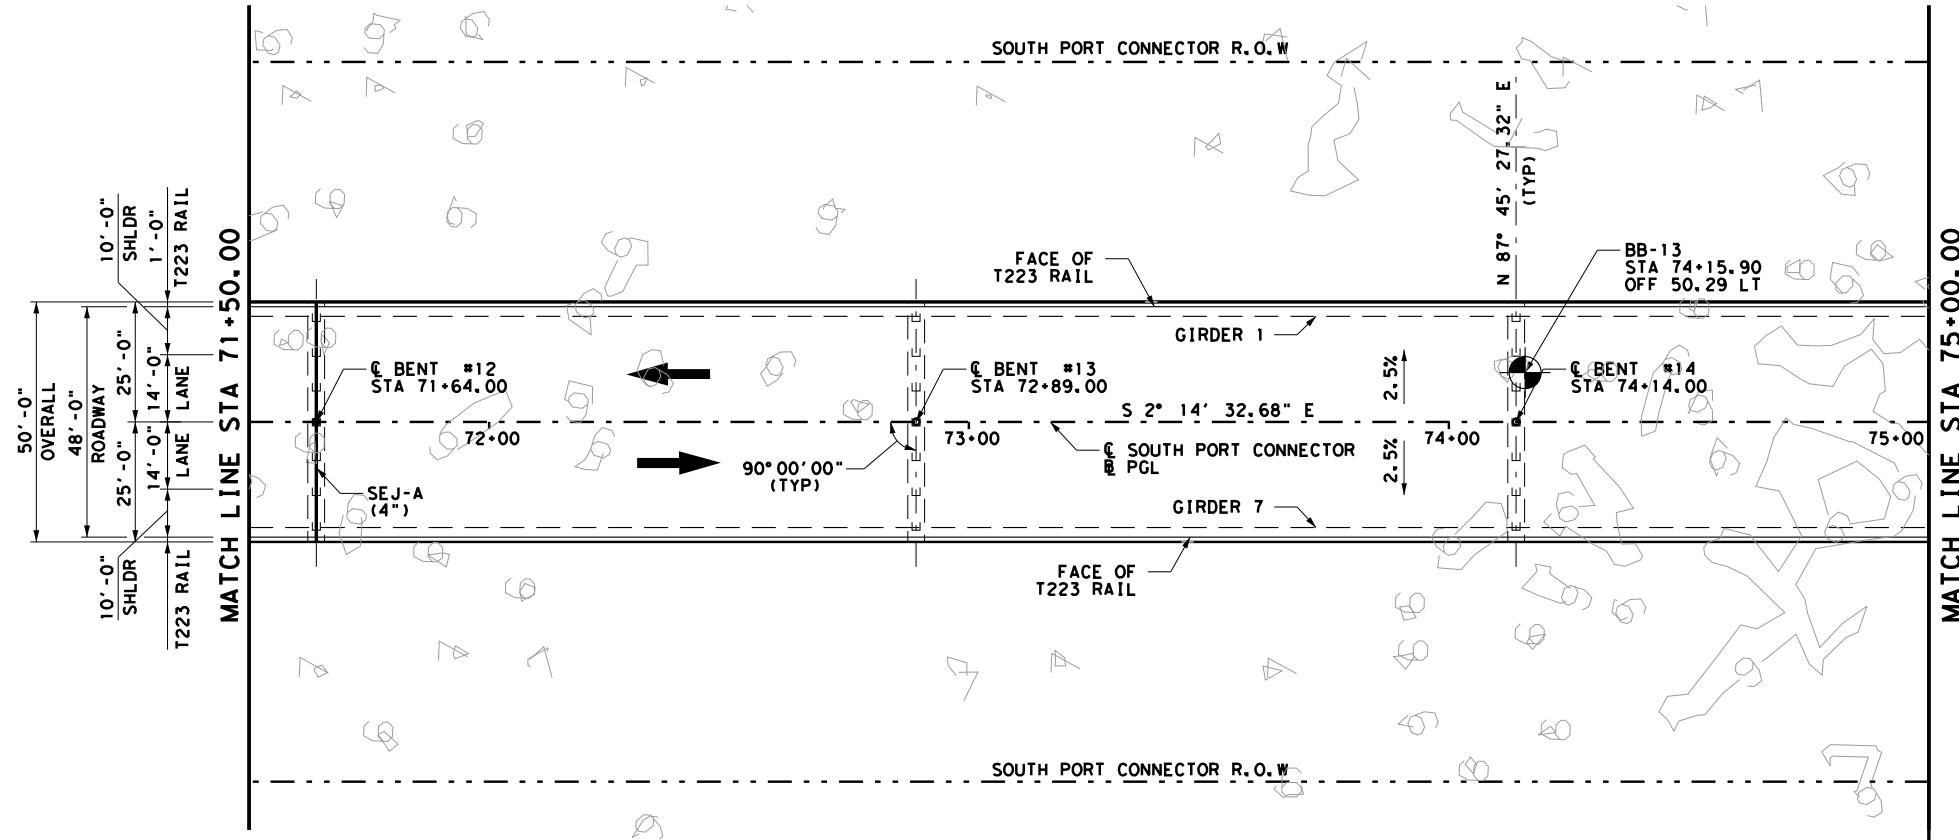 SOUTH PORT CONNECTOR R.O.W
N 87° 45' 27.32" E
(TYP)
10'-0"
SHLDR
1'-0"
T223 RAIL
FACE OF
T223 RAIL
BB-13
STA 74+15.90
OFF 50.29 LT
GIRDER 1
50'-0"
OVERALL
48'-0"
ROADWAY
25'-0"
25'-0"
14'-0"
LANE
14'-0"
LANE
MATCH LINE STA 71+50.00
℄ BENT #12
STA 71+64.00
℄ BENT #13
STA 72+89.00
2.5%
℄ BENT #14
STA 74+14.00
S 2° 14' 32.68" E
72+00
73+00
74+00
75+00
℄ SOUTH PORT CONNECTOR
PGL
90°00'00"
(TYP)
2.5%
SEJ-A
(4")
GIRDER 7
MATCH LINE STA 75+00.00
10'-0"
SHLDR
T223 RAIL
FACE OF
T223 RAIL
SOUTH PORT CONNECTOR R.O.W